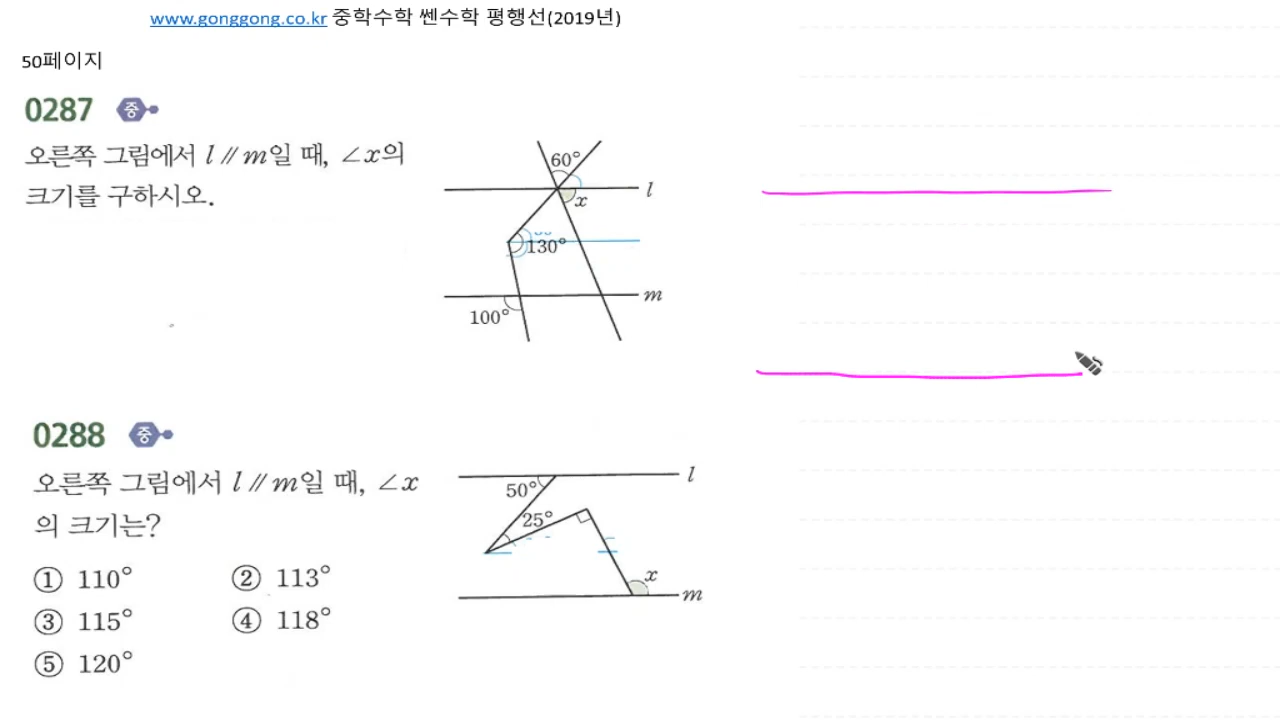 www.gonggong.co.kr 중학수학 쎈수학 평행선(2019년)
50페이지
0287 중
오른쪽 그림에서 l∥m일 때, ∠x의
크기를 구하시오.
60°
l
x
130°
m
100°
0288 중
오른쪽 그림에서 l∥m일 때, ∠x
의 크기는?
① 110° ② 113°
③ 115° ④ 118°
⑤ 120°
l
50°
25°
x
m